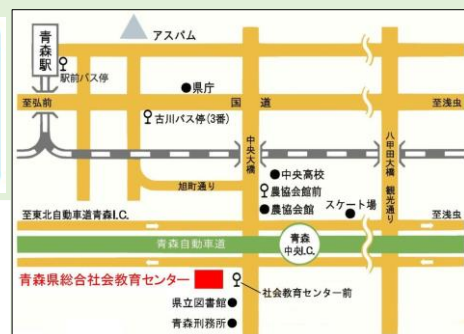 アスパム
青森駅
駅前バス停
県庁
至弘前
国道
至浅虫
古川バス停(3番)
中央大橋
八甲田大橋 観光通り
中央高校
農協会館前
旭町通り
農協会館
スケート場
至東北自動車道青森I.C.
至浅虫
青森自動車道
青森中央I.C.
青森県総合社会教育センター
社会教育センター前
県立図書館
青森刑務所